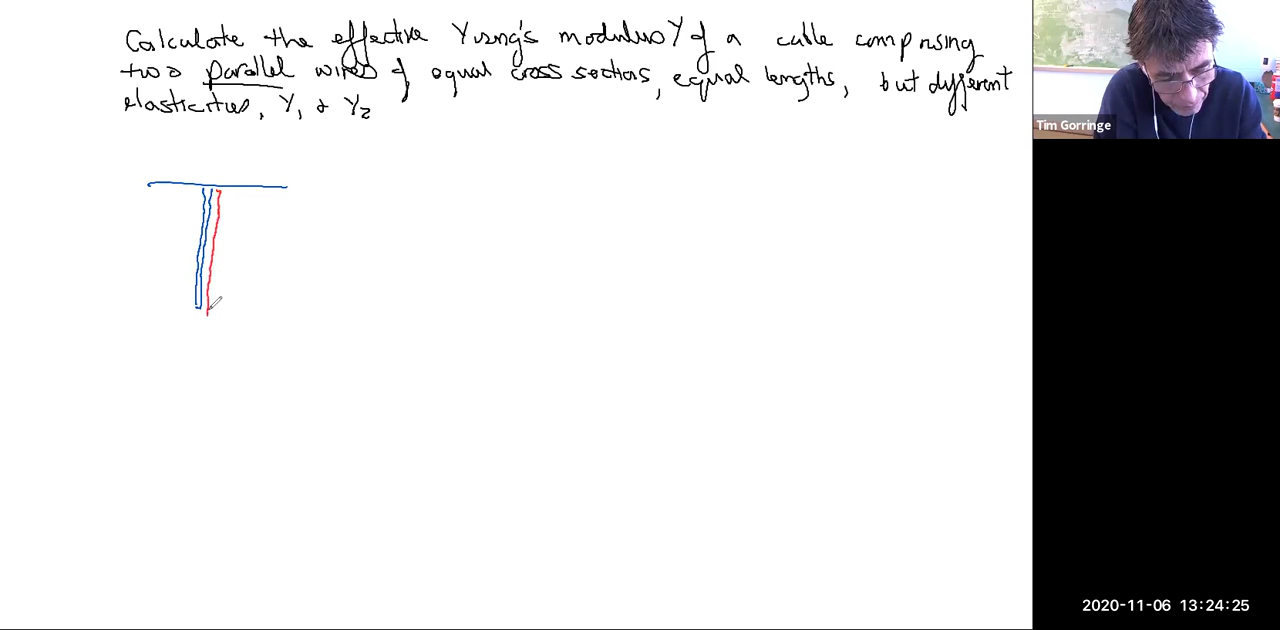 Calculate the effective Young's modulus Y of a cable comprising
two parallel wires of equal cross sections, equal lengths, but different
elasticities, Y1 & Y2
Tim Gorringe
2020-11-06 13:24:25